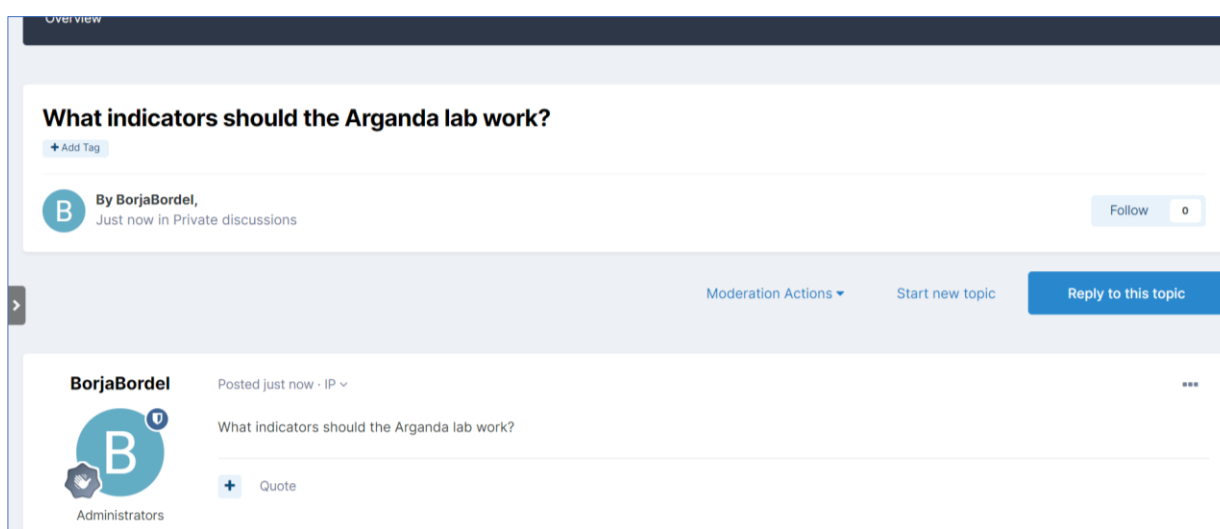 Overview
What indicators should the Arganda lab work?
+ Add Tag
B
By BorjaBordel,
Just now in Private discussions
Follow 0
Moderation Actions
Start new topic
Reply to this topic
BorjaBordel
Posted just now · IP
What indicators should the Arganda lab work?
B
+ Quote
Administrators